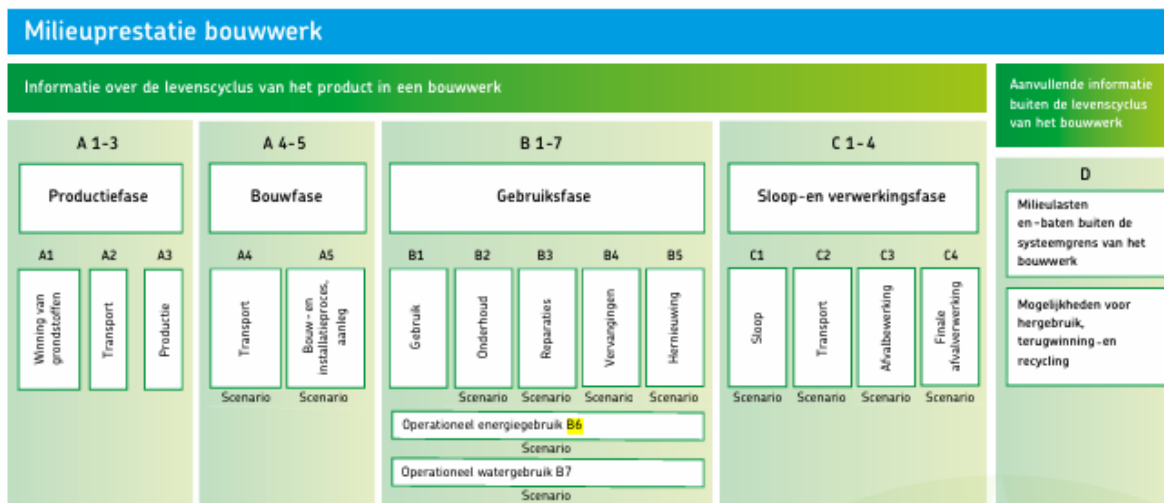 Milieuprestatie bouwwerk
Informatie over de levenscyclus van het product in een bouwwerk
Aanvullende informatie
buiten de levenscyclus
van het bouwwerk
A 1-3
Productiefase
A1
A2
A3
Winning van
grondstoffen
Transport
Productie
A 4-5
Bouwfase
A4
A5
Transport
Bouw- en
installatieproces,
aanleg
Scenario
Scenario
B 1-7
Gebruiksfase
B1
B2
B3
B4
B5
Gebruik
Onderhoud
Reparaties
Vervangingen
Hernieuwing
Scenario
Scenario
Scenario
Scenario
Operationeel energiegebruik B6
Scenario
Operationeel watergebruik B7
Scenario
C 1-4
Sloop-en verwerkingsfase
C1
C2
C3
C4
Sloop
Transport
Afvalbewerking
Finale
afvalverwerking
Scenario
Scenario
Scenario
Scenario
D
Milieulasten
en-baten buiten de
systeemgrens van het
bouwwerk
Mogelijkheden voor
hergebruik,
terugwinning-en
recycling